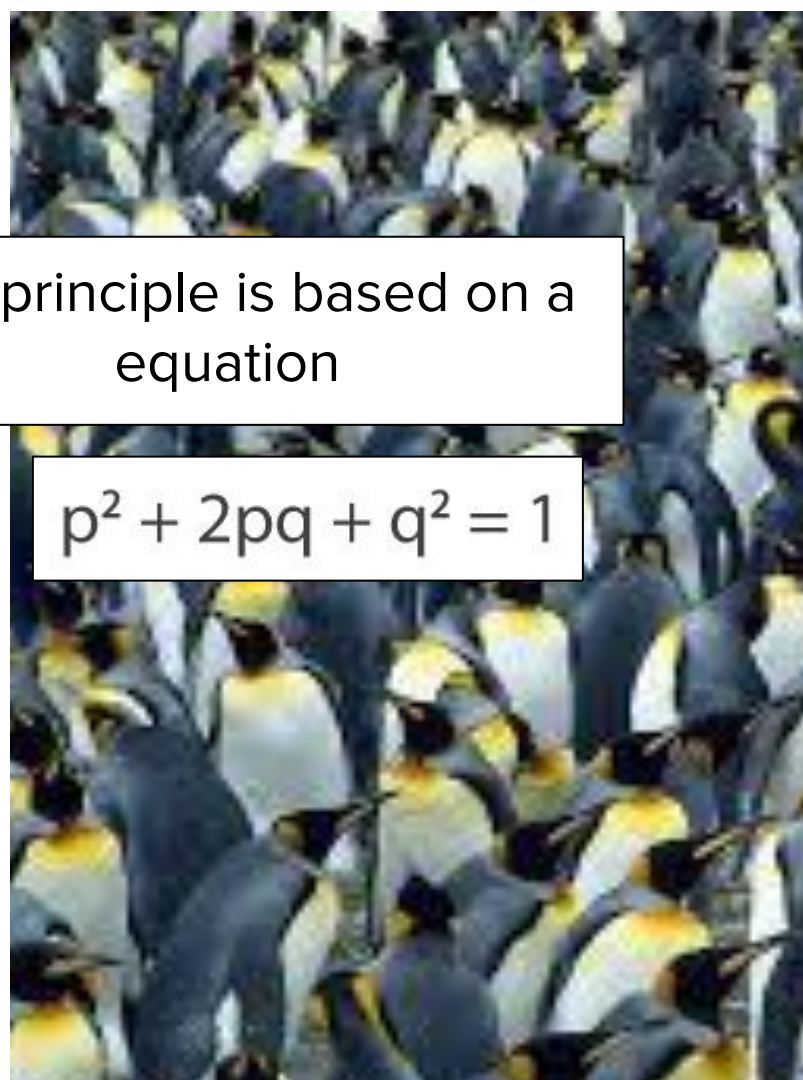 principle is based on a
equation
p² + 2pq + q² = 1